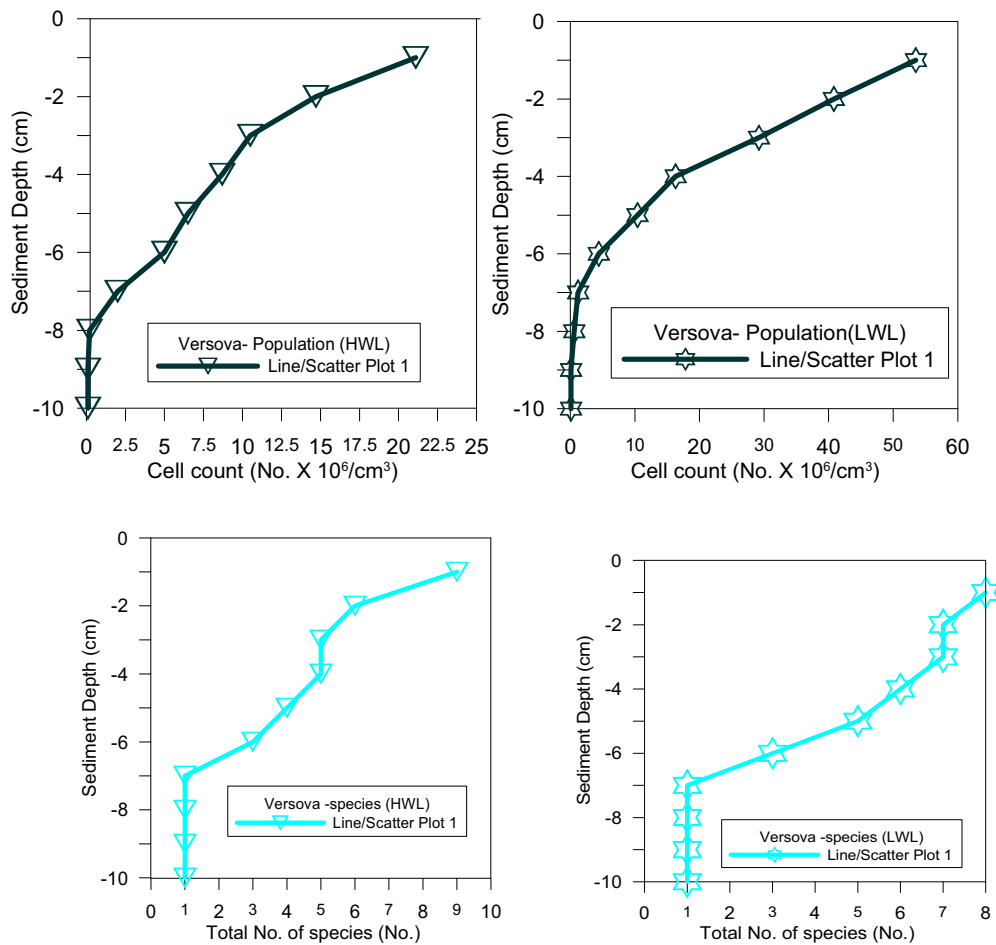 0
-2
-4
-6
-8
-10
Sediment Depth (cm)
Versova- Population (HWL)
Line/Scatter Plot 1
0 2.5 5 7.5 10 12.5 15 17.5 20 22.5 25
Cell count (No. X 10⁶/cm³)
0
-2
-4
-6
-8
-10
Sediment Depth (cm)
Versova- Population(LWL)
Line/Scatter Plot 1
0 10 20 30 40 50 60
Cell count (No. X 10⁶/cm³)
0
-2
-4
-6
-8
-10
Sediment Depth (cm)
Versova -species (HWL)
Line/Scatter Plot 1
0 1 2 3 4 5 6 7 8 9 10
Total No. of species (No.)
0
-2
-4
-6
-8
-10
Sediment Depth (cm)
Versova -species (LWL)
Line/Scatter Plot 1
0 1 2 3 4 5 6 7 8
Total No. of species (No.)